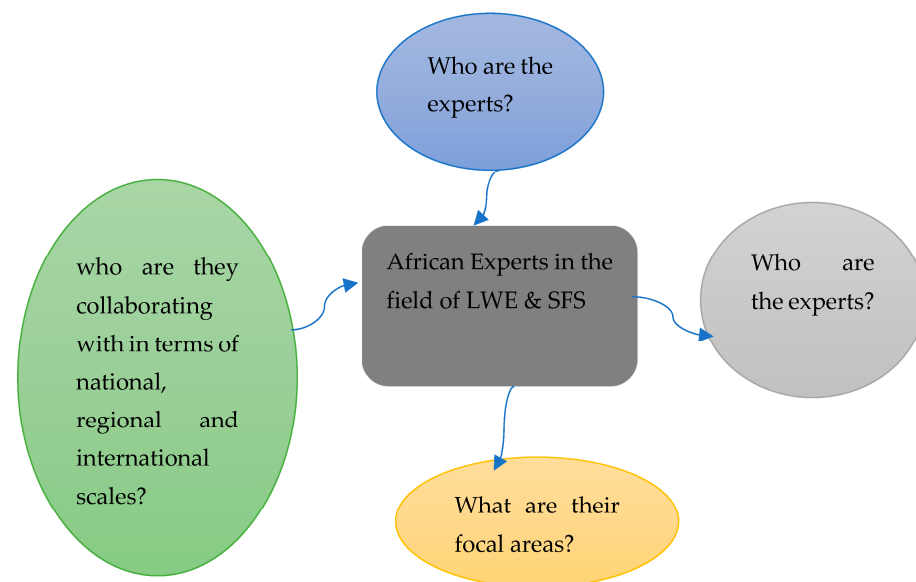 Who are the
experts?
who are they
collaborating
with in terms of
national,
regional and
international
scales?
African Experts in the
field of LWE & SFS
Who are
the experts?
What are their
focal areas?